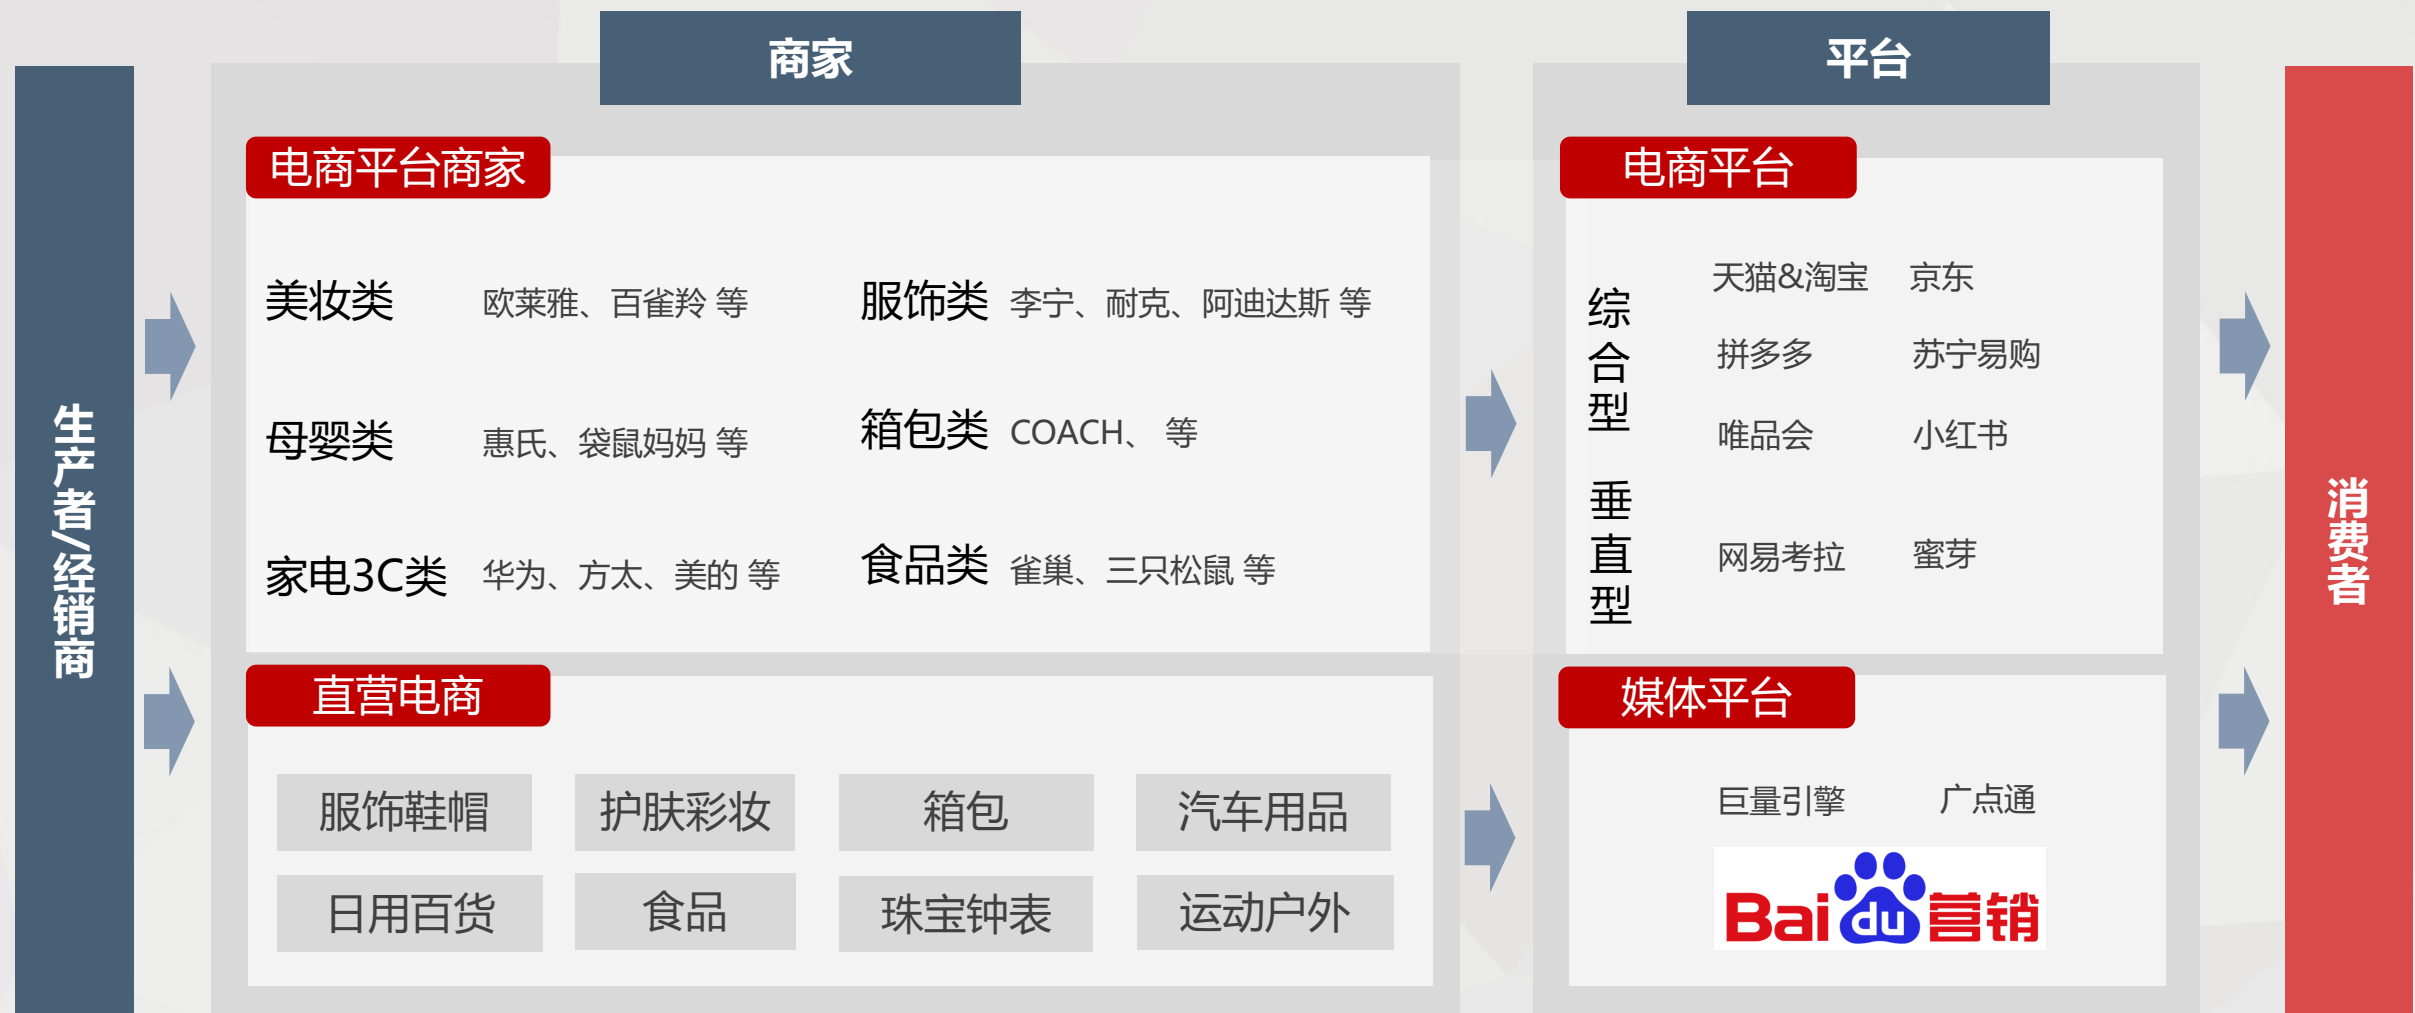 商家
平台
生产者/经销商
电商平台商家
美妆类 欧莱雅、百雀羚 等
服饰类 李宁、耐克、阿迪达斯 等
母婴类 惠氏、袋鼠妈妈 等
箱包类 COACH、 等
家电3C类 华为、方太、美的 等
食品类 雀巢、三只松鼠 等
直营电商
服饰鞋帽
护肤彩妆
箱包
汽车用品
日用百货
食品
珠宝钟表
运动户外
电商平台
综合型
天猫&淘宝 京东
拼多多 苏宁易购
唯品会 小红书
垂直型
网易考拉 蜜芽
媒体平台
巨量引擎 广点通
Baidu营销
消费者